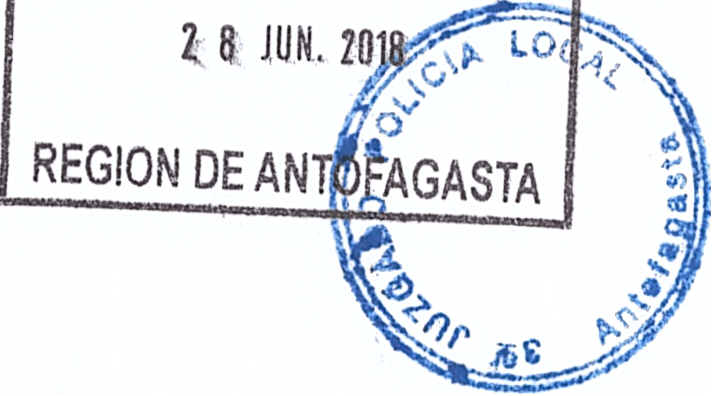 28 JUN. 2018
REGION DE ANTOFAGASTA
3er JUZGADO POLICIA LOCAL
Antofagasta